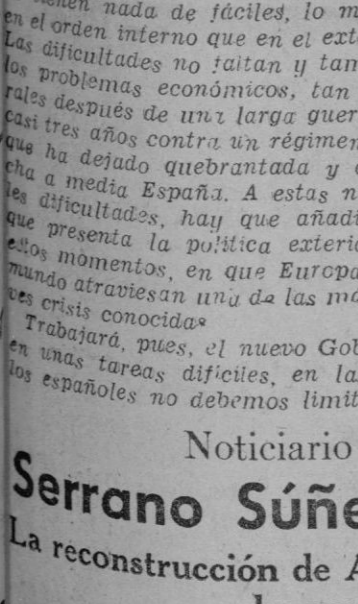 nada de fáciles, lo m
en el orden interno que en el exte
Las dificultades no faltan y tam
los problemas económicos, tan
rales después de una larga guer
casi tres años contra un régimen
que ha dejado quebrantada y
cha a media España. A estas n
les dificultades, hay que añadi
que presenta la política exterio
estos momentos, en que Europa
mundo atraviesan una de las má
ves crisis conocidas
Trabajará, pues, el nuevo Gob
en unas tareas difíciles, en la
los españoles no debemos limit
Noticiario
Serrano Súñe
La reconstrucción de A